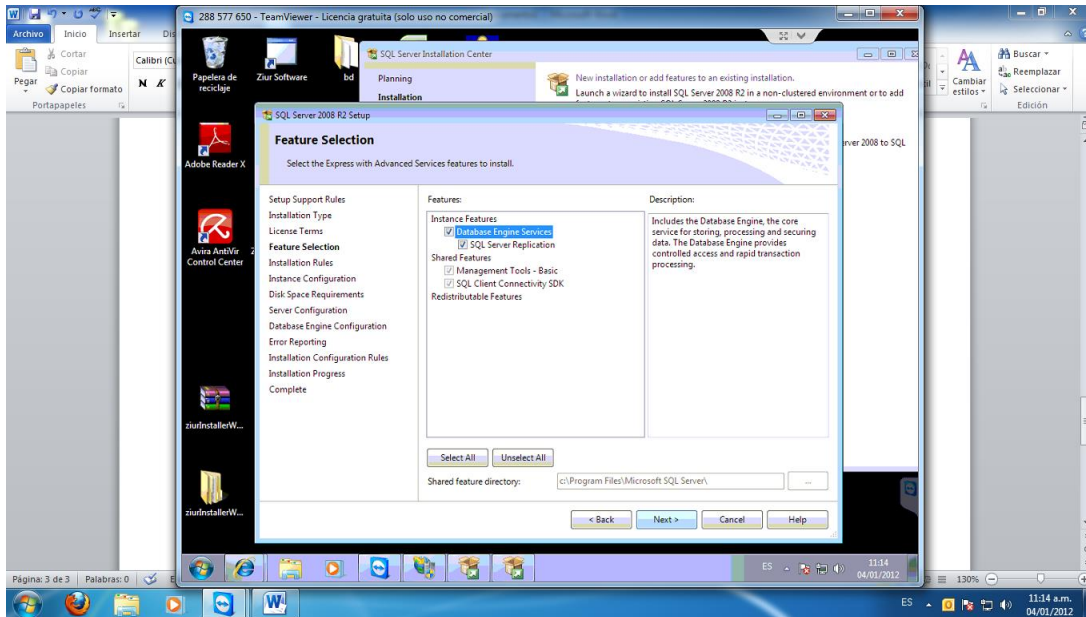 288 577 650 - TeamViewer - Licencia gratuita (solo uso no comercial)
Archivo
Inicio
Insertar
Cortar
Copiar
Copiar formato
Pegar
Portapapeles
Calibri
N K
Buscar
Reemplazar
Seleccionar
Cambiar
estilos
Edición
Papelera de
reciclaje
Ziur Software
bd
Adobe Reader X
Avira AntiVir
Control Center
ziurInstallerW...
ziurInstallerW...
SQL Server Installation Center
Planning
Installation
New installation or add features to an existing installation.
Launch a wizard to install SQL Server 2008 R2 in a non-clustered environment or to add
erver 2008 to SQL
SQL Server 2008 R2 Setup
Feature Selection
Select the Express with Advanced Services features to install.
Setup Support Rules
Installation Type
License Terms
Feature Selection
Installation Rules
Instance Configuration
Disk Space Requirements
Server Configuration
Database Engine Configuration
Error Reporting
Installation Configuration Rules
Installation Progress
Complete
Features:
Instance Features
Database Engine Services
SQL Server Replication
Shared Features
Management Tools - Basic
SQL Client Connectivity SDK
Redistributable Features
Description:
Includes the Database Engine, the core
service for storing, processing and securing
data. The Database Engine provides
controlled access and rapid transaction
processing.
Select All
Unselect All
Shared feature directory:
c:\Program Files\Microsoft SQL Server\
...
< Back
Next >
Cancel
Help
ES
11:14
04/01/2012
Página: 3 de 3
Palabras: 0
130%
ES
11:14 a.m.
04/01/2012